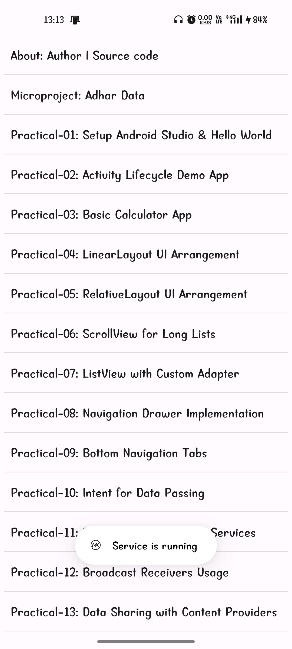 13:13
84%
About: Author | Source code
Microproject: Adhar Data
Practical-01: Setup Android Studio & Hello World
Practical-02: Activity Lifecycle Demo App
Practical-03: Basic Calculator App
Practical-04: LinearLayout UI Arrangement
Practical-05: RelativeLayout UI Arrangement
Practical-06: ScrollView for Long Lists
Practical-07: ListView with Custom Adapter
Practical-08: Navigation Drawer Implementation
Practical-09: Bottom Navigation Tabs
Practical-10: Intent for Data Passing
Practical-11: Services
Service is running
Practical-12: Broadcast Receivers Usage
Practical-13: Data Sharing with Content Providers